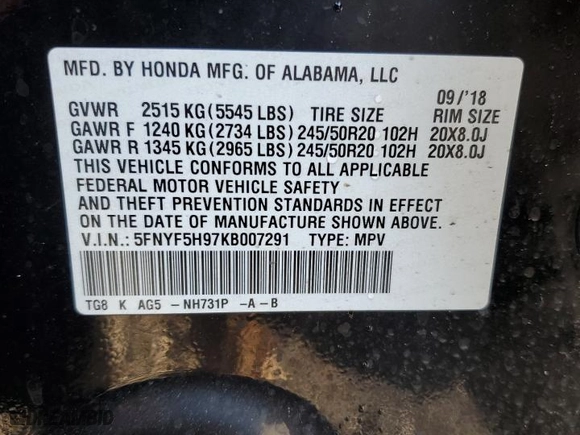 MFD. BY HONDA MFG. OF ALABAMA, LLC
09/'18
GVWR 2515 KG (5545 LBS) TIRE SIZE RIM SIZE
GAWR F 1240 KG (2734 LBS) 245/50R20 102H 20X8.0J
GAWR R 1345 KG (2965 LBS) 245/50R20 102H 20X8.0J
THIS VEHICLE CONFORMS TO ALL APPLICABLE
FEDERAL MOTOR VEHICLE SAFETY
AND THEFT PREVENTION STANDARDS IN EFFECT
ON THE DATE OF MANUFACTURE SHOWN ABOVE.
V.I.N.: 5FNYF5H97KB007291 TYPE: MPV
TG8 K AG5 -NH731P -A-B
DREAMBID